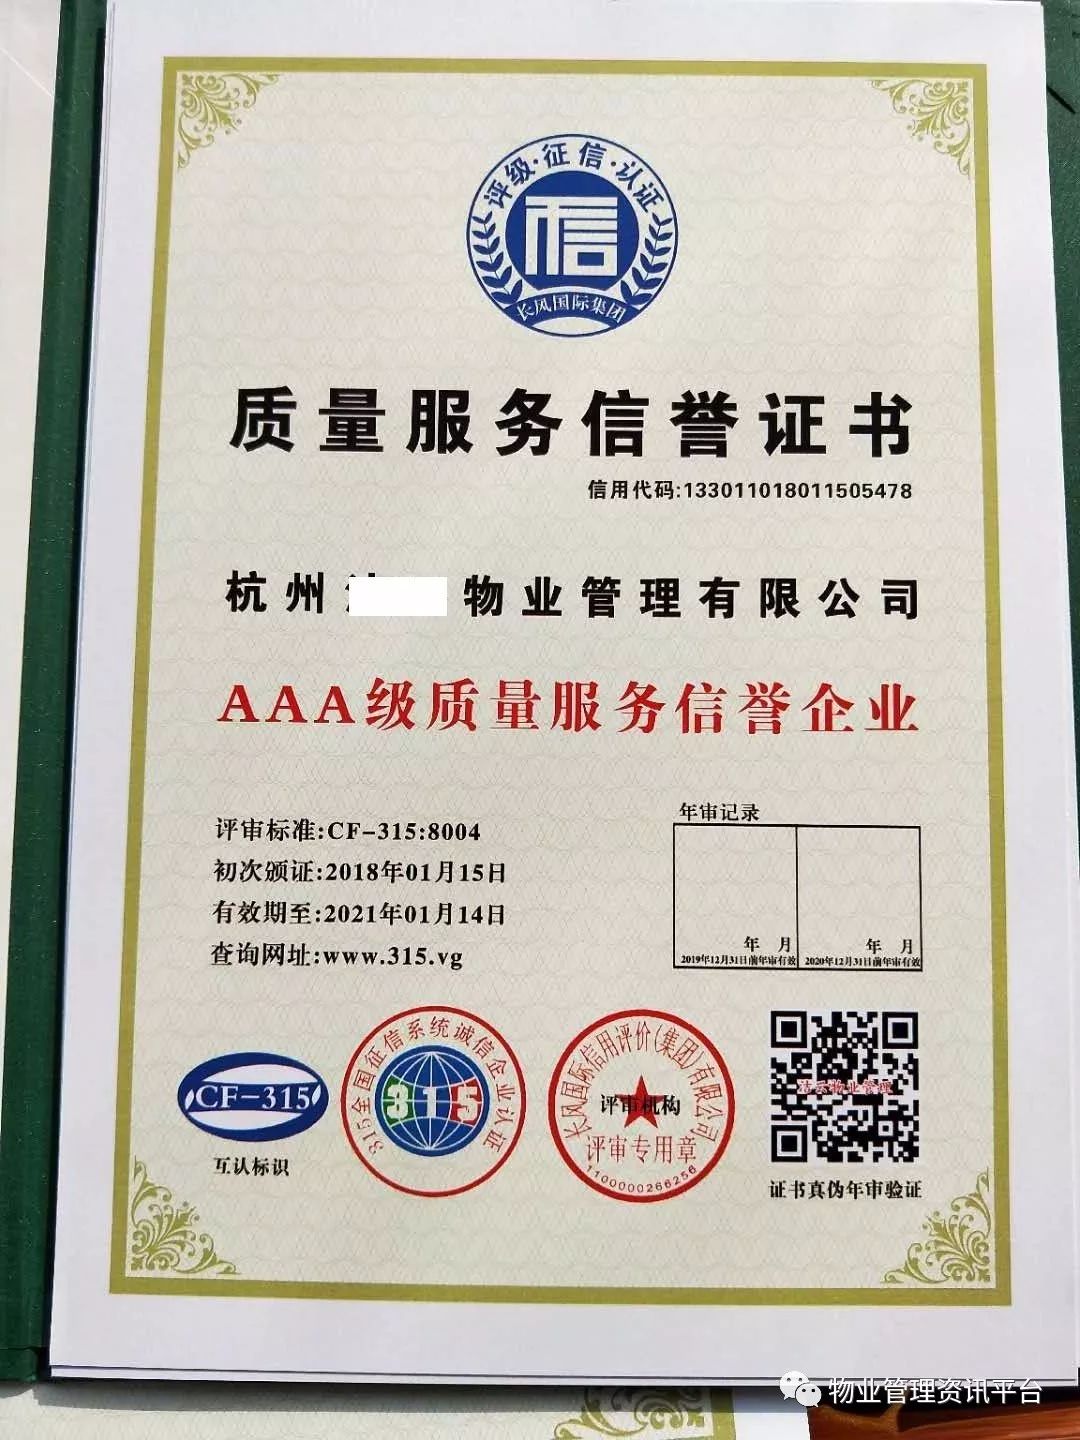 评级·征信·认证
信
长风国际集团
质量服务信誉证书
信用代码:133011018011505478
杭州 物业管理有限公司
AAA级质量服务信誉企业
评审标准:CF-315:8004
初次颁证:2018年01月15日
有效期至:2021年01月14日
查询网址:www.315.vg
年审记录
年 月
2019年12月31日前年审有效
年 月
2020年12月31日前年审有效
CF-315
互认标识
315全国征信系统诚信企业认证
315
长风国际信用评价(集团)有限公司
评审机构
评审专用章
1100000266256
洁云物业管理
证书真伪年审验证
物业管理资讯平台